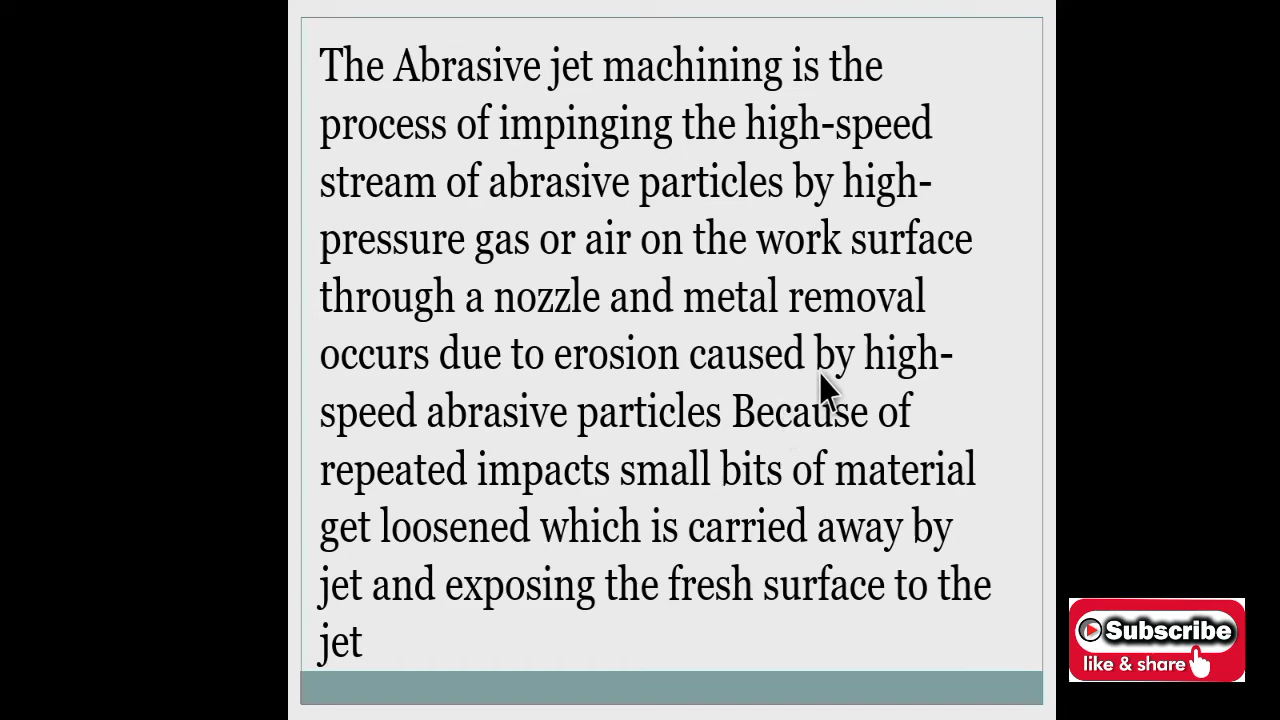 The Abrasive jet machining is the
process of impinging the high-speed
stream of abrasive particles by high-
pressure gas or air on the work surface
through a nozzle and metal removal
occurs due to erosion caused by high-
speed abrasive particles Because of
repeated impacts small bits of material
get loosened which is carried away by
jet and exposing the fresh surface to the
jet
Subscribe
like & share